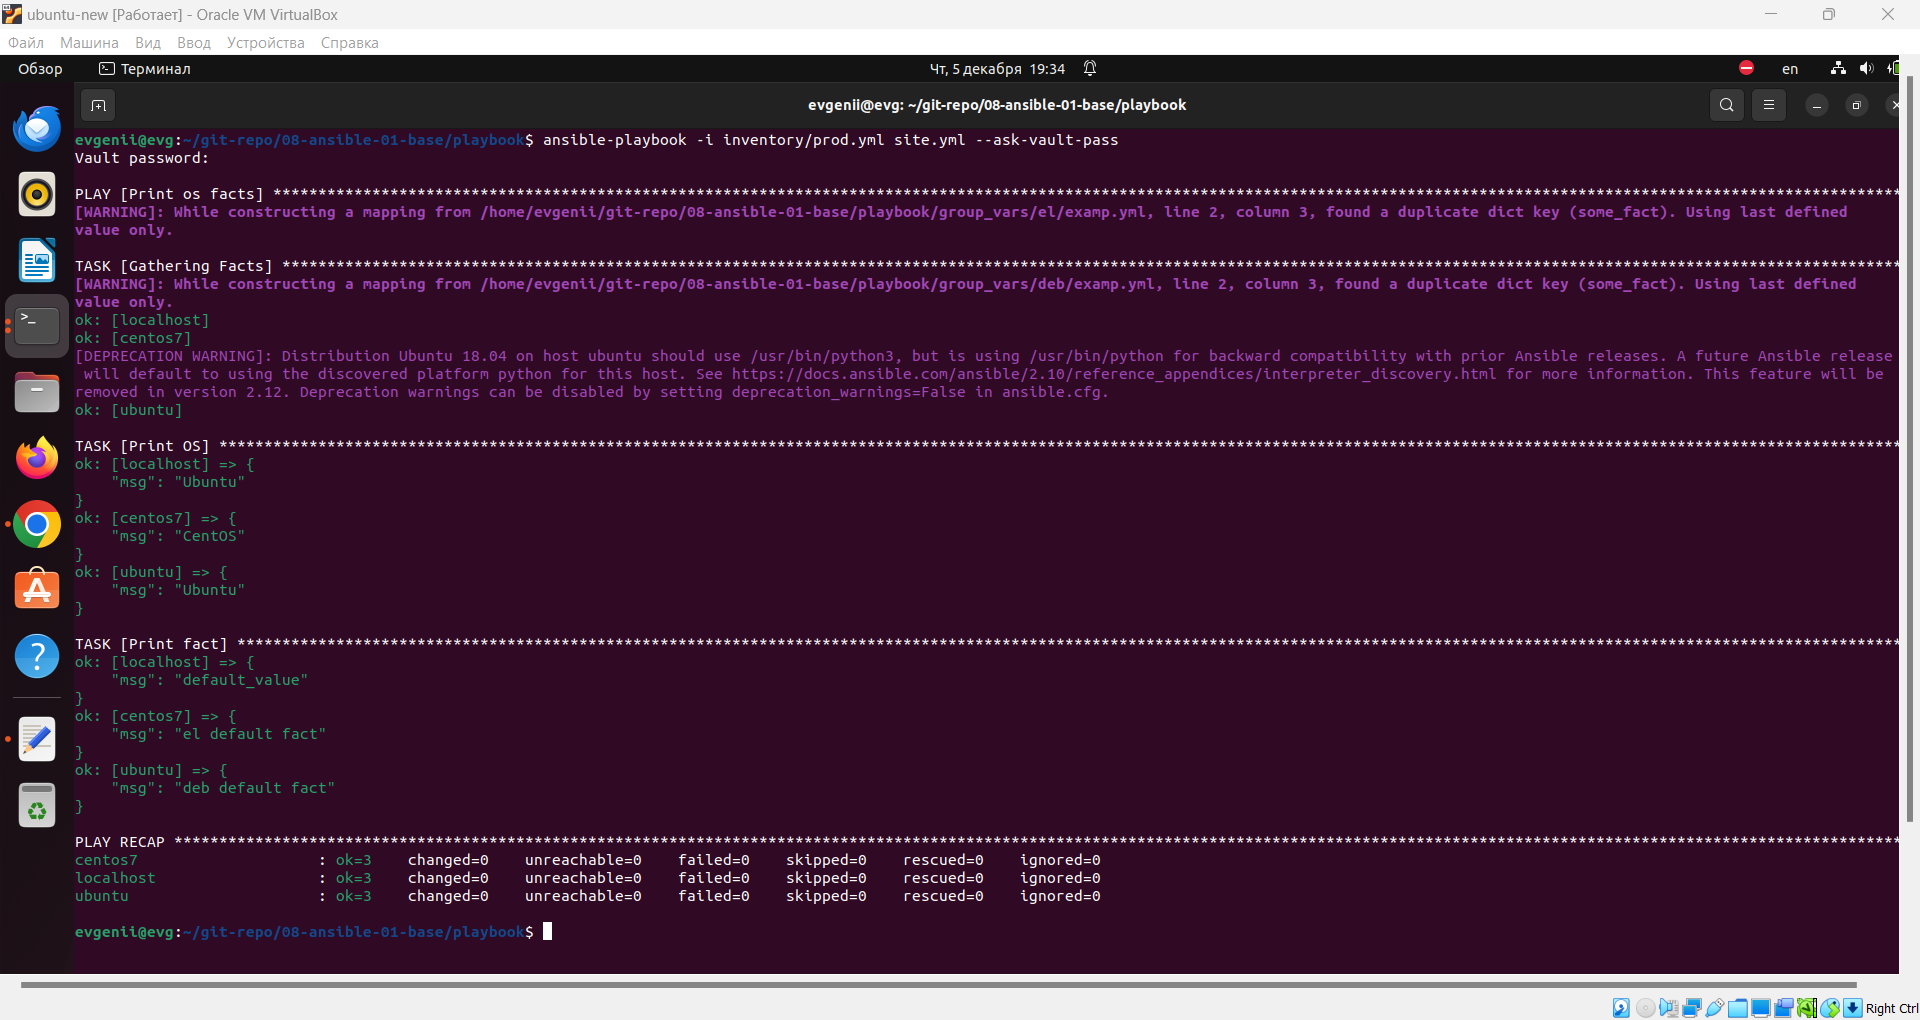 ubuntu-new [Работает] - Oracle VM VirtualBox
Файл Машина Вид Ввод Устройства Справка
Обзор Терминал Чт, 5 декабря 19:34 en
evgenii@evg: ~/git-repo/08-ansible-01-base/playbook
evgenii@evg:~/git-repo/08-ansible-01-base/playbook$ ansible-playbook -i inventory/prod.yml site.yml --ask-vault-pass
Vault password:
PLAY [Print os facts] ****************************************************************************************************
[WARNING]: While constructing a mapping from /home/evgenii/git-repo/08-ansible-01-base/playbook/group_vars/el/examp.yml, line 2, column 3, found a duplicate dict key (some_fact). Using last defined
value only.
TASK [Gathering Facts] ****************************************************************************************************
[WARNING]: While constructing a mapping from /home/evgenii/git-repo/08-ansible-01-base/playbook/group_vars/deb/examp.yml, line 2, column 3, found a duplicate dict key (some_fact). Using last defined
value only.
ok: [localhost]
ok: [centos7]
[DEPRECATION WARNING]: Distribution Ubuntu 18.04 on host ubuntu should use /usr/bin/python3, but is using /usr/bin/python for backward compatibility with prior Ansible releases. A future Ansible release
will default to using the discovered platform python for this host. See https://docs.ansible.com/ansible/2.10/reference_appendices/interpreter_discovery.html for more information. This feature will be
removed in version 2.12. Deprecation warnings can be disabled by setting deprecation_warnings=False in ansible.cfg.
ok: [ubuntu]
TASK [Print OS] ****************************************************************************************************
ok: [localhost] => {
    "msg": "Ubuntu"
}
ok: [centos7] => {
    "msg": "CentOS"
}
ok: [ubuntu] => {
    "msg": "Ubuntu"
}
TASK [Print fact] ****************************************************************************************************
ok: [localhost] => {
    "msg": "default_value"
}
ok: [centos7] => {
    "msg": "el default fact"
}
ok: [ubuntu] => {
    "msg": "deb default fact"
}
PLAY RECAP ****************************************************************************************************
centos7 : ok=3 changed=0 unreachable=0 failed=0 skipped=0 rescued=0 ignored=0
localhost : ok=3 changed=0 unreachable=0 failed=0 skipped=0 rescued=0 ignored=0
ubuntu : ok=3 changed=0 unreachable=0 failed=0 skipped=0 rescued=0 ignored=0
evgenii@evg:~/git-repo/08-ansible-01-base/playbook$
Right Ctrl